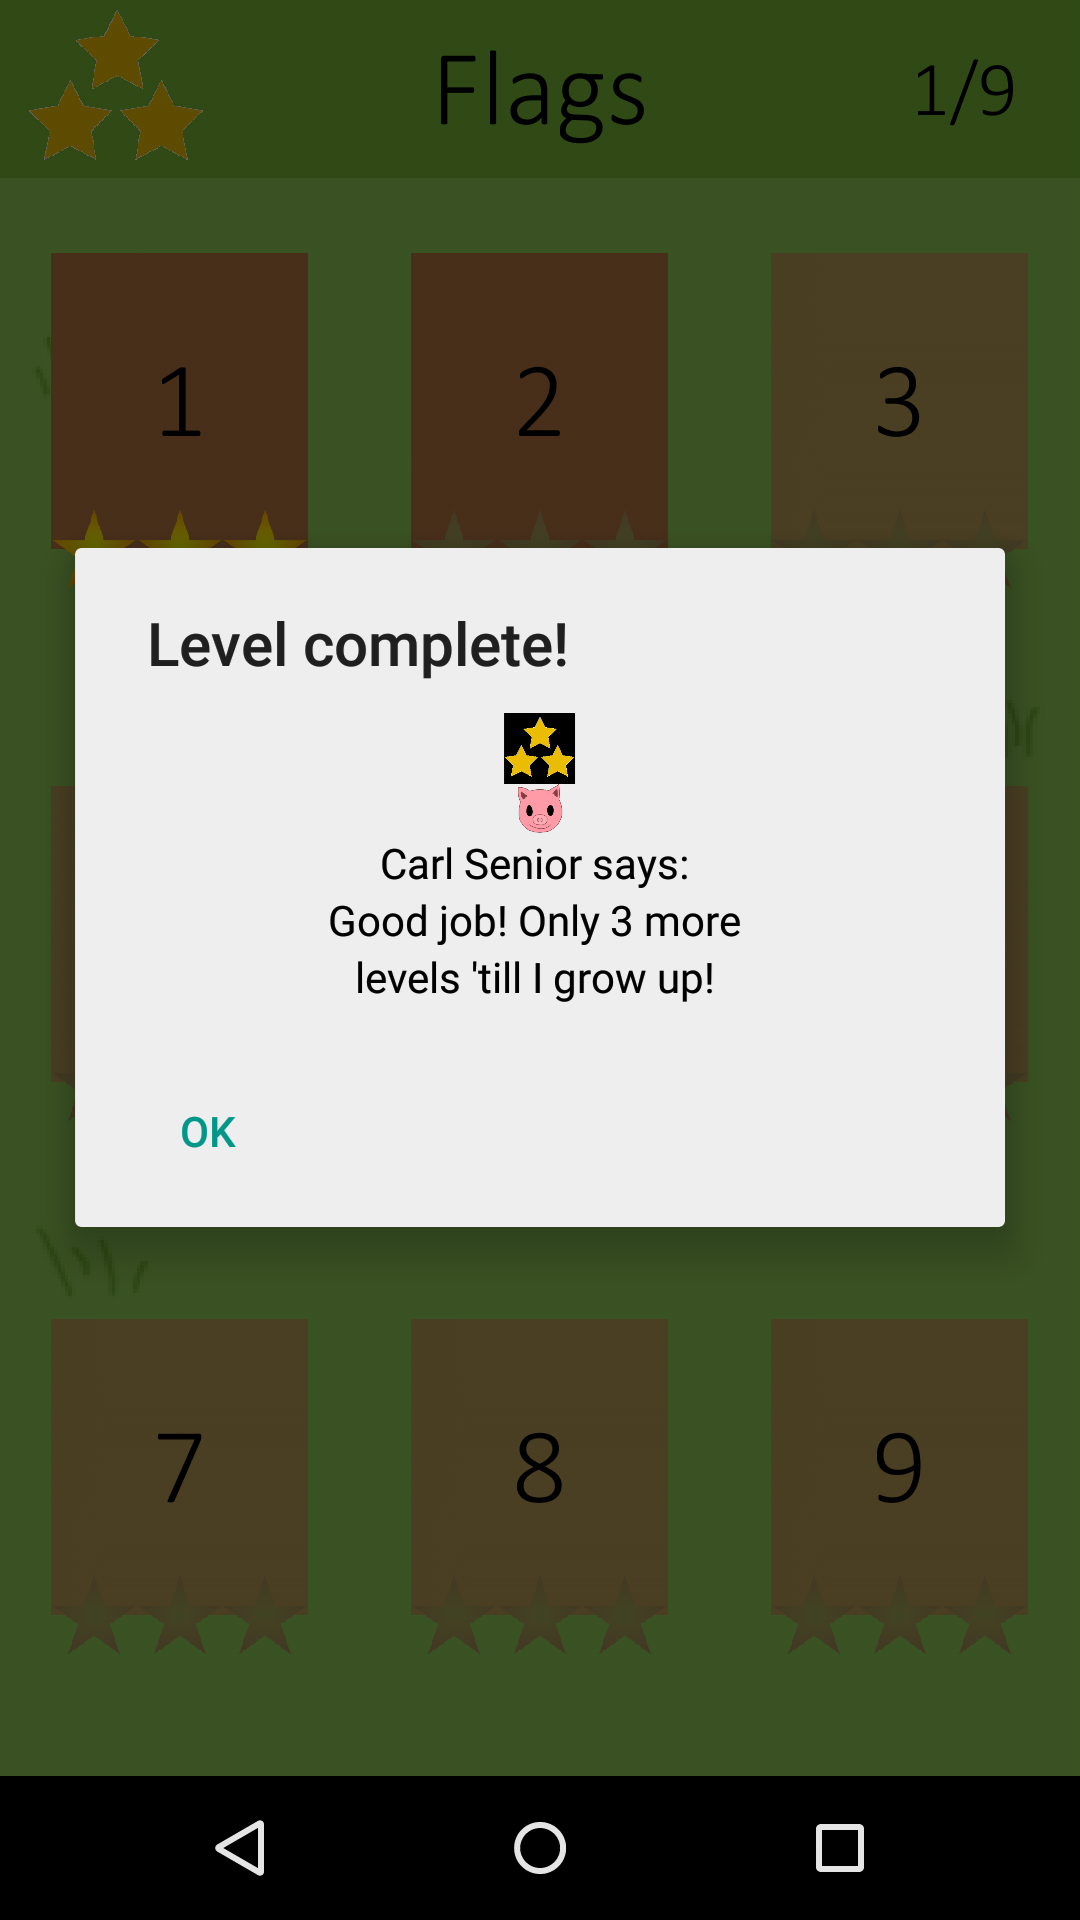 Flags
1/9
1
2
3
Level complete!
Carl Senior says:
Good job! Only 3 more
levels 'till I grow up!
OK
7
8
9